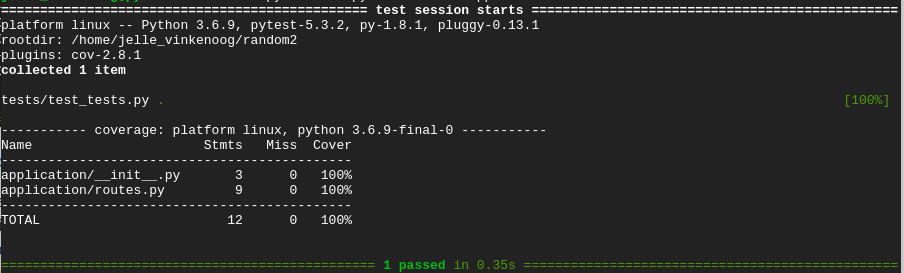 ============================================== test session starts ===============================================
platform linux -- Python 3.6.9, pytest-5.3.2, py-1.8.1, pluggy-0.13.1
rootdir: /home/jelle_vinkenoog/random2
plugins: cov-2.8.1
collected 1 item
tests/test_tests.py . [100%]
----------- coverage: platform linux, python 3.6.9-final-0 -----------
Name Stmts Miss Cover
---------------------------------------------
application/__init__.py 3 0 100%
application/routes.py 9 0 100%
---------------------------------------------
TOTAL 12 0 100%
=============================================== 1 passed in 0.35s ================================================